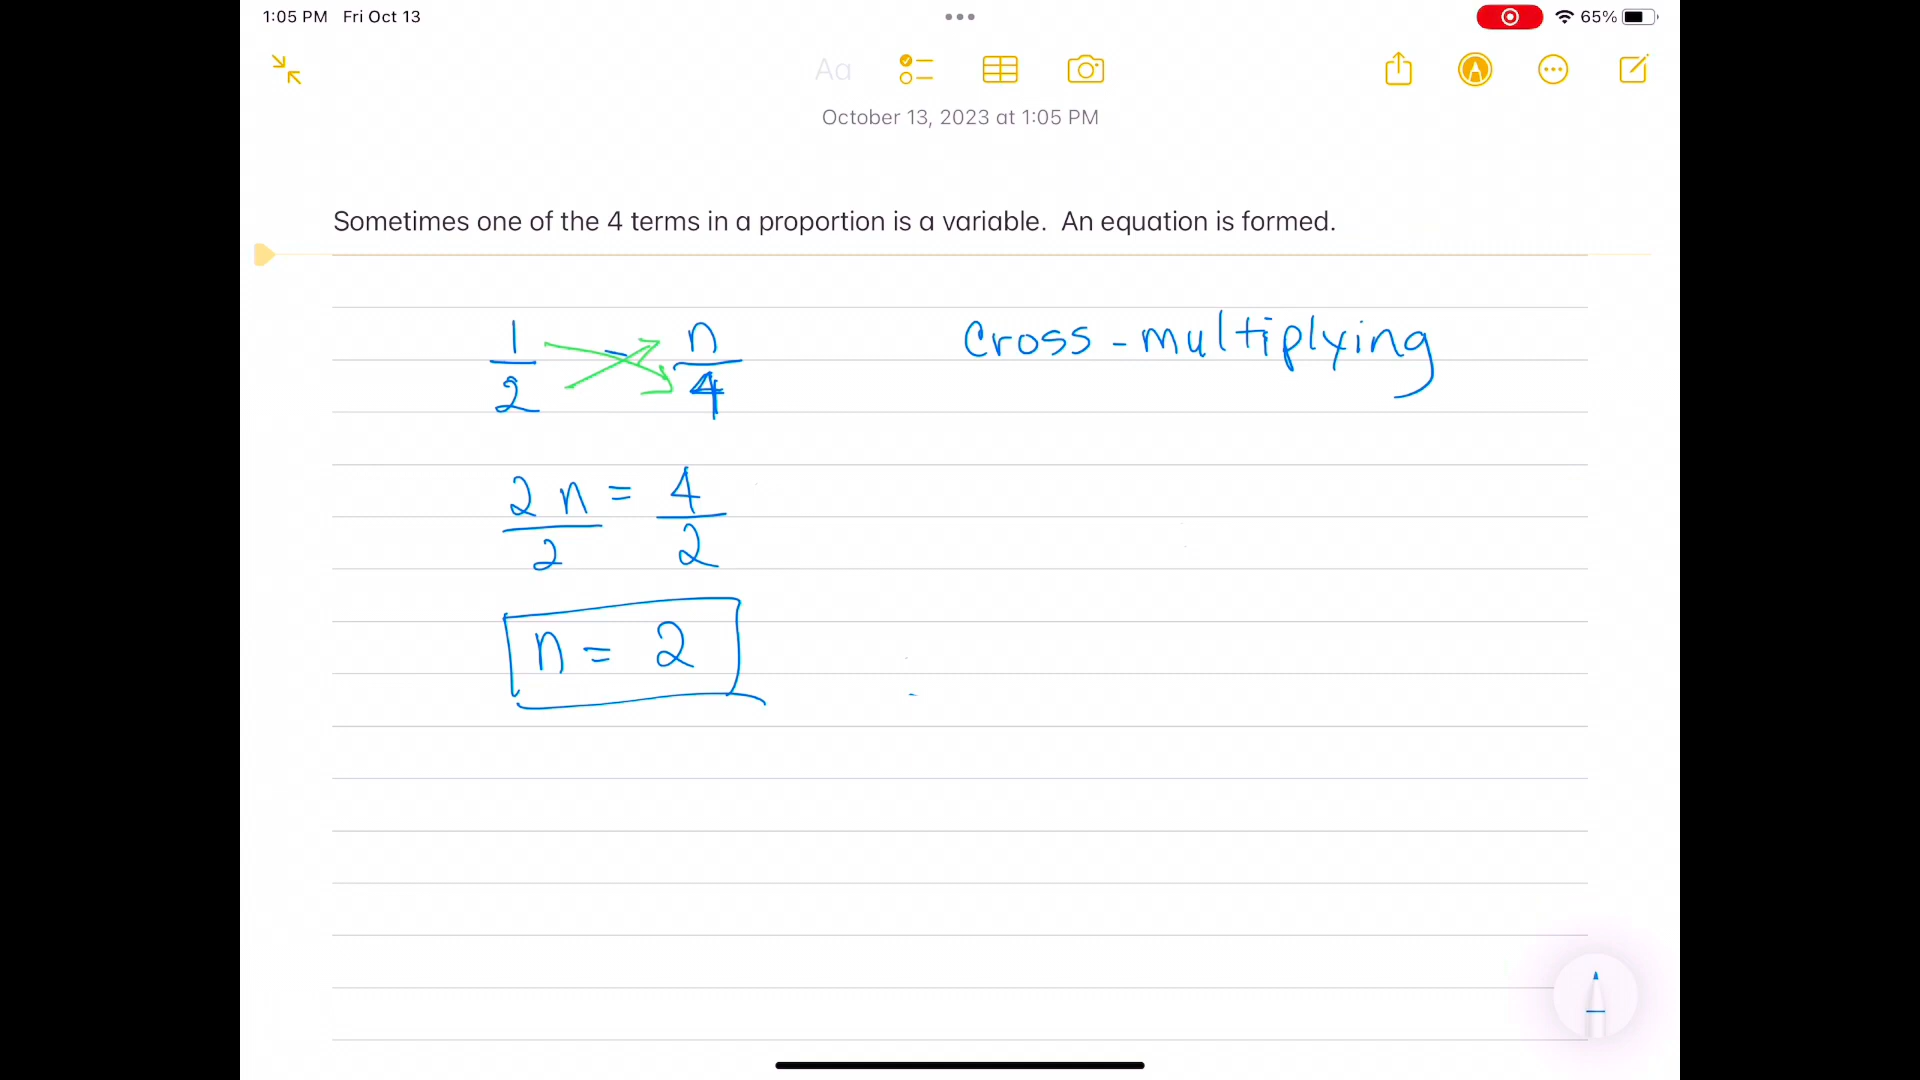 1:05 PM Fri Oct 13
65%
Aa
October 13, 2023 at 1:05 PM
Sometimes one of the 4 terms in a proportion is a variable. An equation is formed.
1/2 = n/4
cross-multiplying
2n/2 = 4/2
n = 2